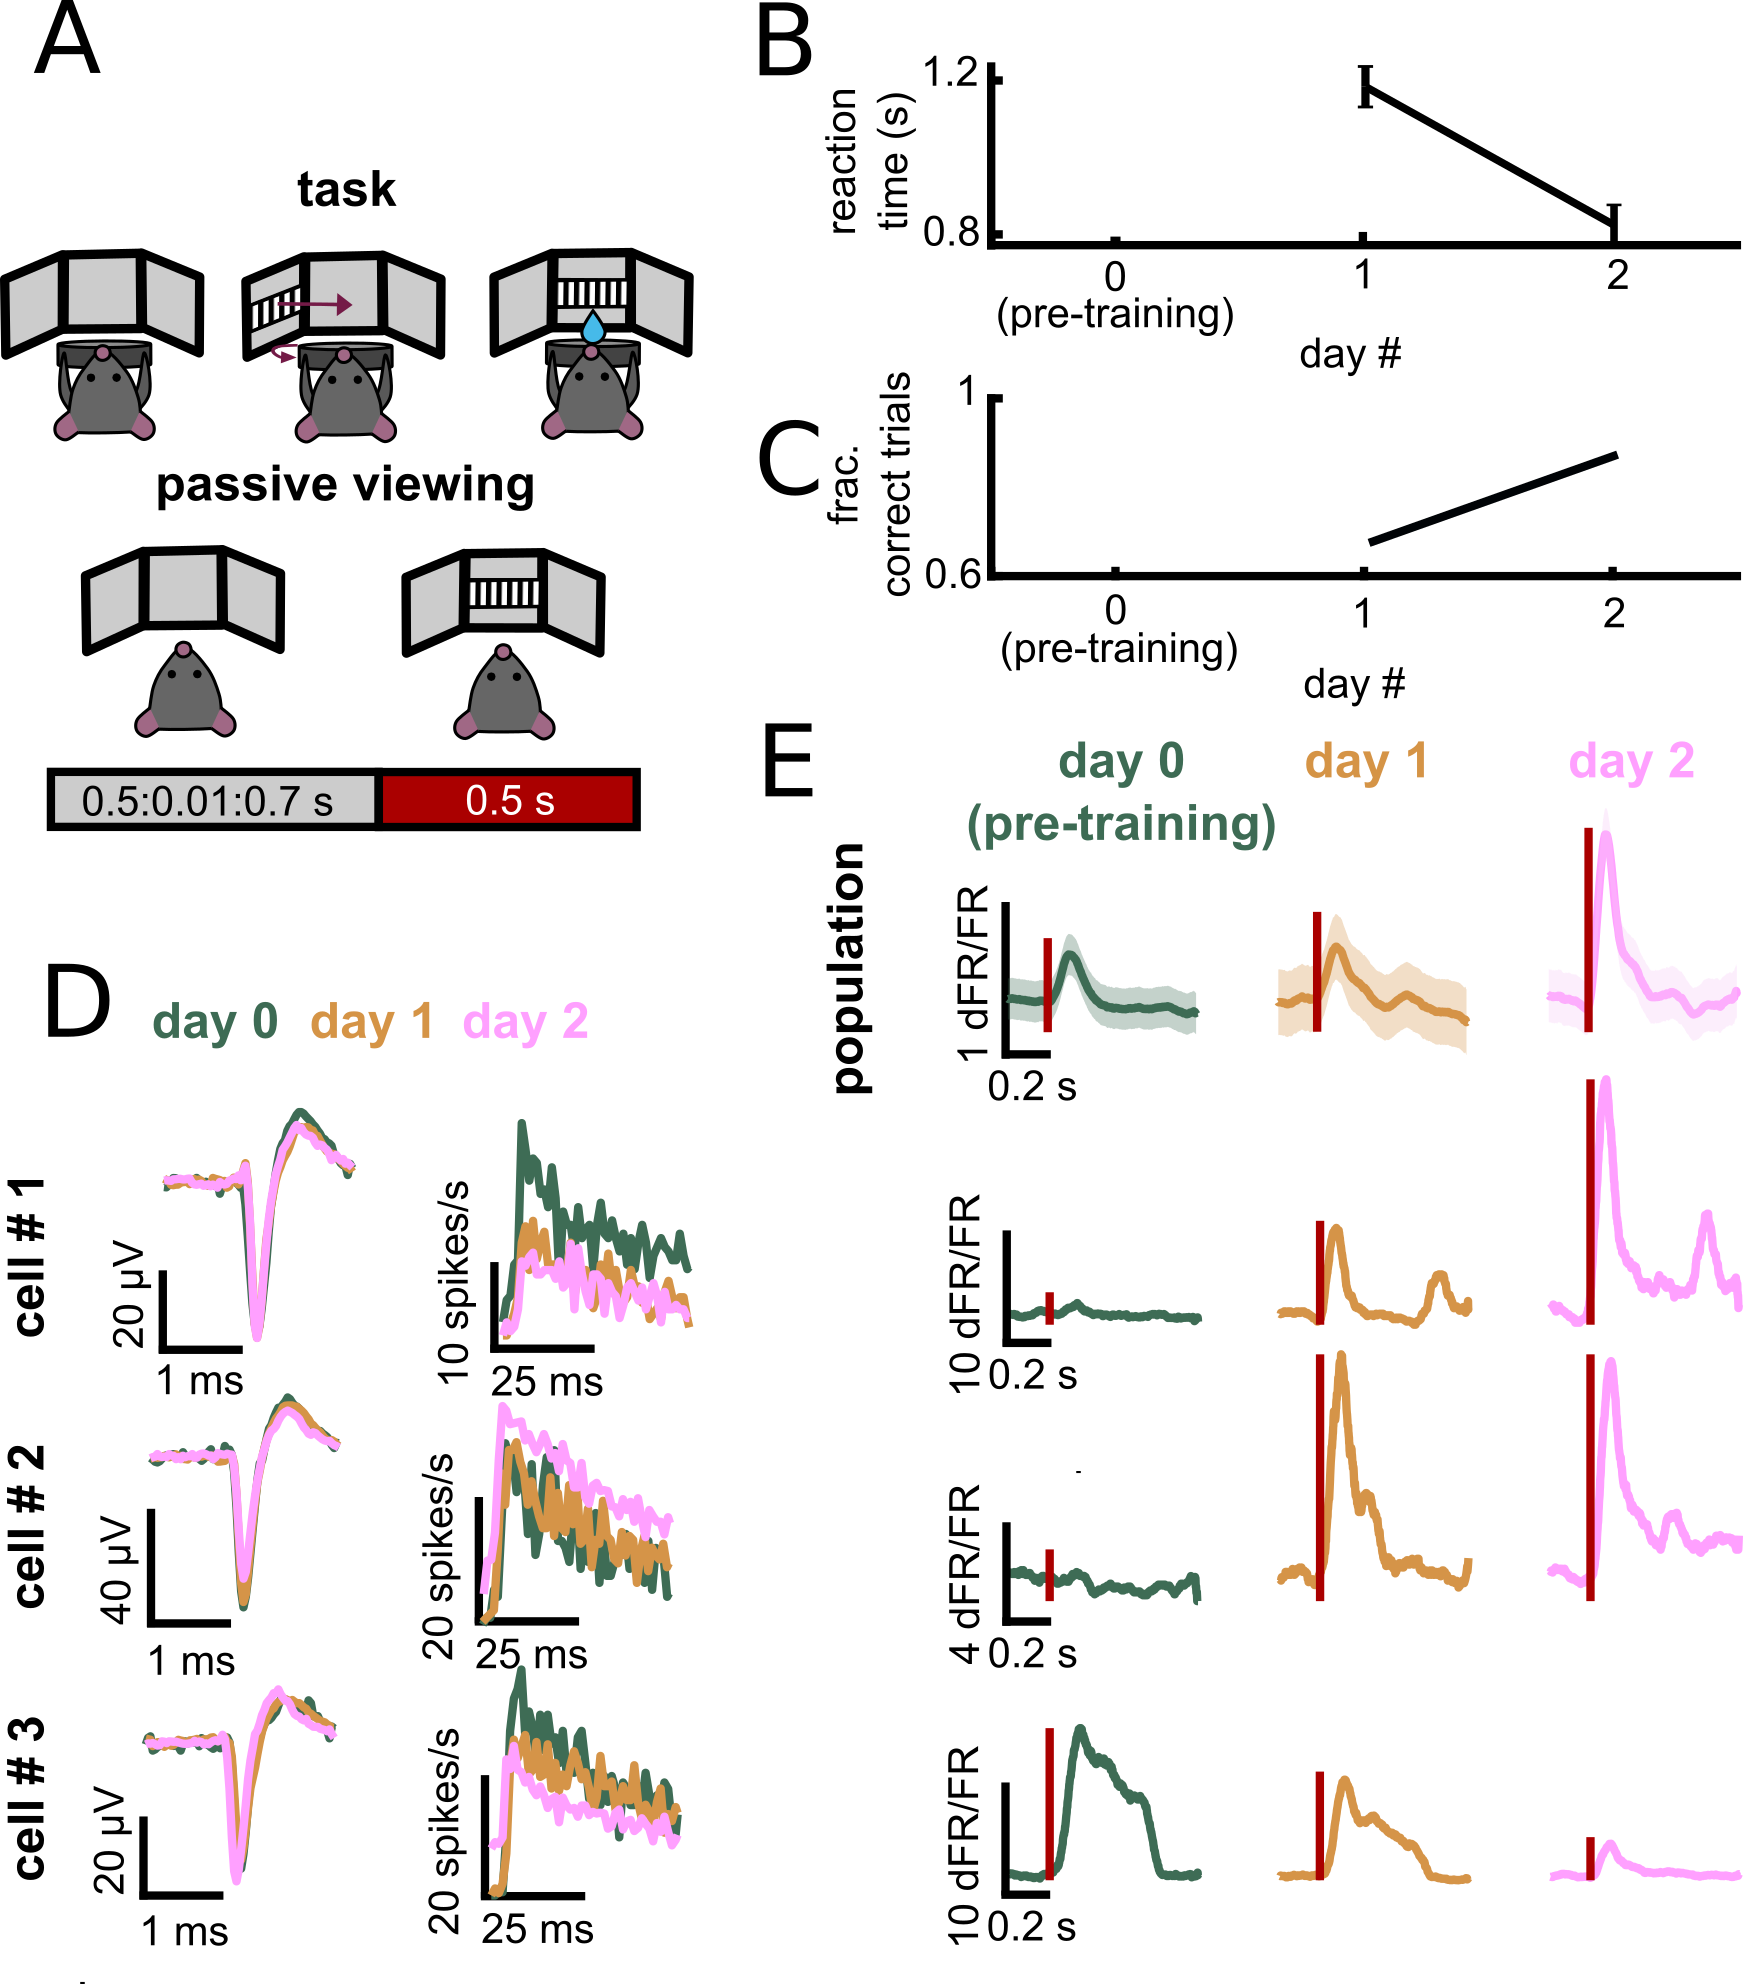 A
task
passive viewing
0.5:0.01:0.7 s
0.5 s
B
reaction
time (s)
1.2
0.8
0
1
2
(pre-training)
day #
C
frac.
correct trials
1
0.6
0
1
2
(pre-training)
day #
D
day 0
day 1
day 2
cell # 1
20 µV
1 ms
10 spikes/s
25 ms
cell # 2
40 µV
1 ms
20 spikes/s
25 ms
cell # 3
20 µV
1 ms
20 spikes/s
25 ms
E
day 0
(pre-training)
day 1
day 2
population
1 dFR/FR
0.2 s
10 dFR/FR
0.2 s
4 dFR/FR
0.2 s
10 dFR/FR
0.2 s